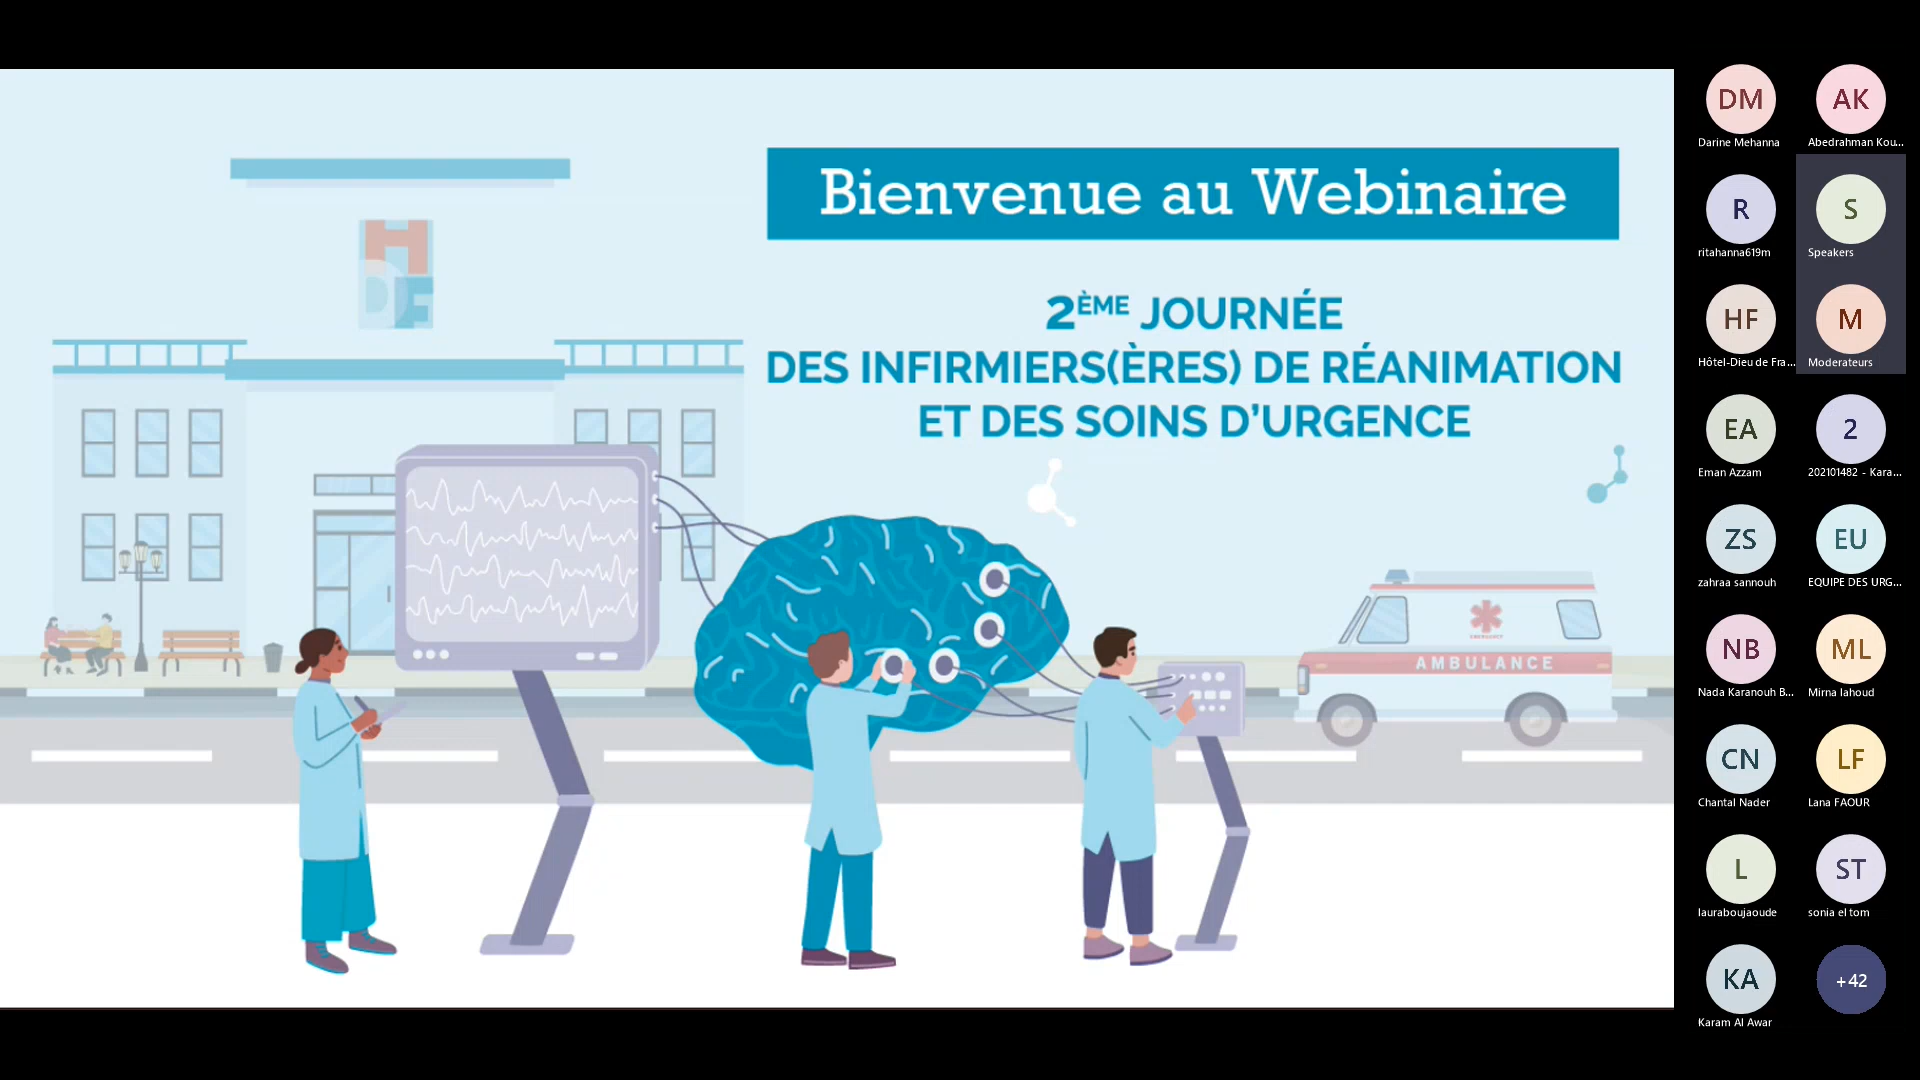 Bienvenue au Webinaire
2ÈME JOURNÉE
DES INFIRMIERS(ÈRES) DE RÉANIMATION
ET DES SOINS D'URGENCE
HDF
AMBULANCE
DM
Darine Mehanna
AK
Abedrahman Kou...
R
ritahanna619m
S
Speakers
HF
Hôtel-Dieu de Fra...
M
Moderateurs
EA
Eman Azzam
2
202101482 - Kara...
ZS
zahraa sannouh
EU
EQUIPE DES URG...
NB
Nada Karanouh B...
ML
Mirna lahoud
CN
Chantal Nader
LF
Lana FAOUR
L
lauraboujaoude
ST
sonia el tom
KA
Karam Al Awar
+42